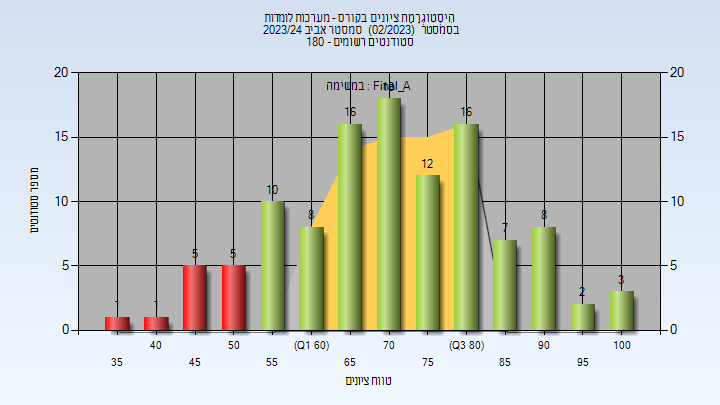 הִיסְטוֹגְרָמַת ציונים בקורס - מערכות לומדות
בסמסטר (02/2023) סמסטר אביב 2023/24
סטודנטים רשומים - 180
במשימה : Final_A
מספר סטודנטים
20 20
15 15
10 10
5 5
0 0
1 1 5 5 10 8 16 18 12 16 7 8 2 3
40 50 (Q1 60) 70 (Q3 80) 90 100
35 45 55 65 75 85 95
טווח ציונים